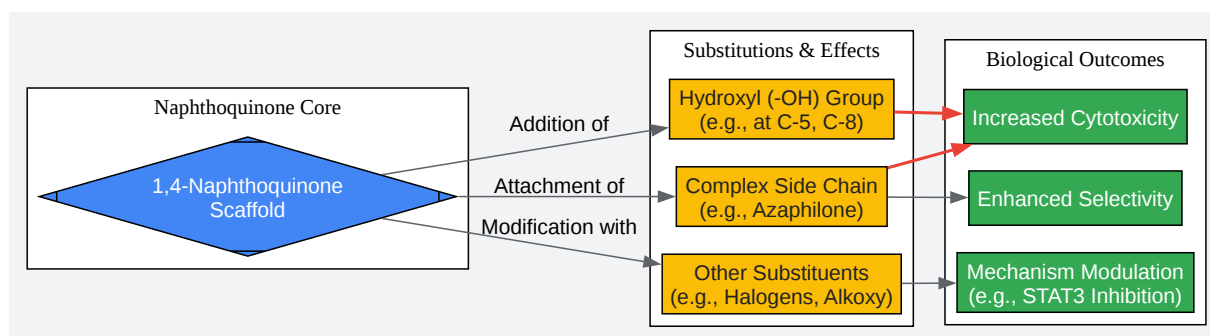 Naphthoquinone Core
1,4-Naphthoquinone
Scaffold
Addition of
Attachment of
Modification with
Substitutions & Effects
Hydroxyl (-OH) Group
(e.g., at C-5, C-8)
Complex Side Chain
(e.g., Azaphilone)
Other Substituents
(e.g., Halogens, Alkoxy)
Biological Outcomes
Increased Cytotoxicity
Enhanced Selectivity
Mechanism Modulation
(e.g., STAT3 Inhibition)